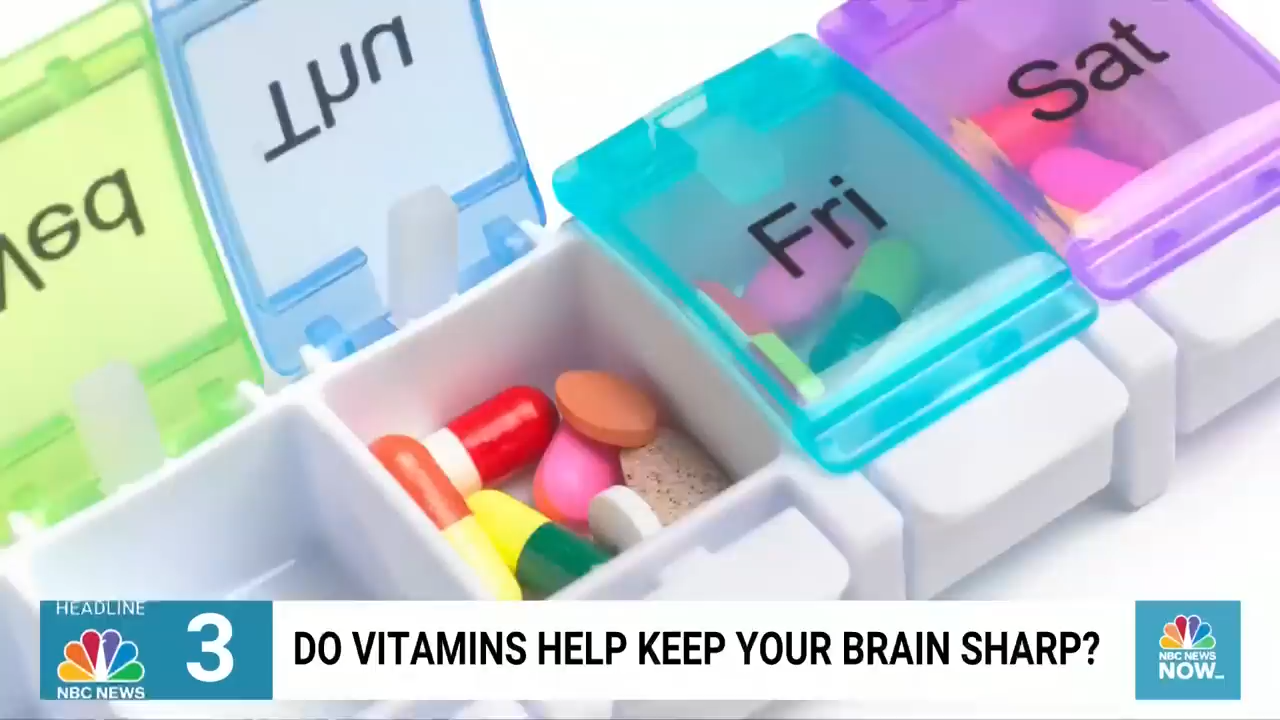 Wed
Thu
Fri
Sat
HEADLINE
3
NBC NEWS
DO VITAMINS HELP KEEP YOUR BRAIN SHARP?
NBC NEWS
NOW